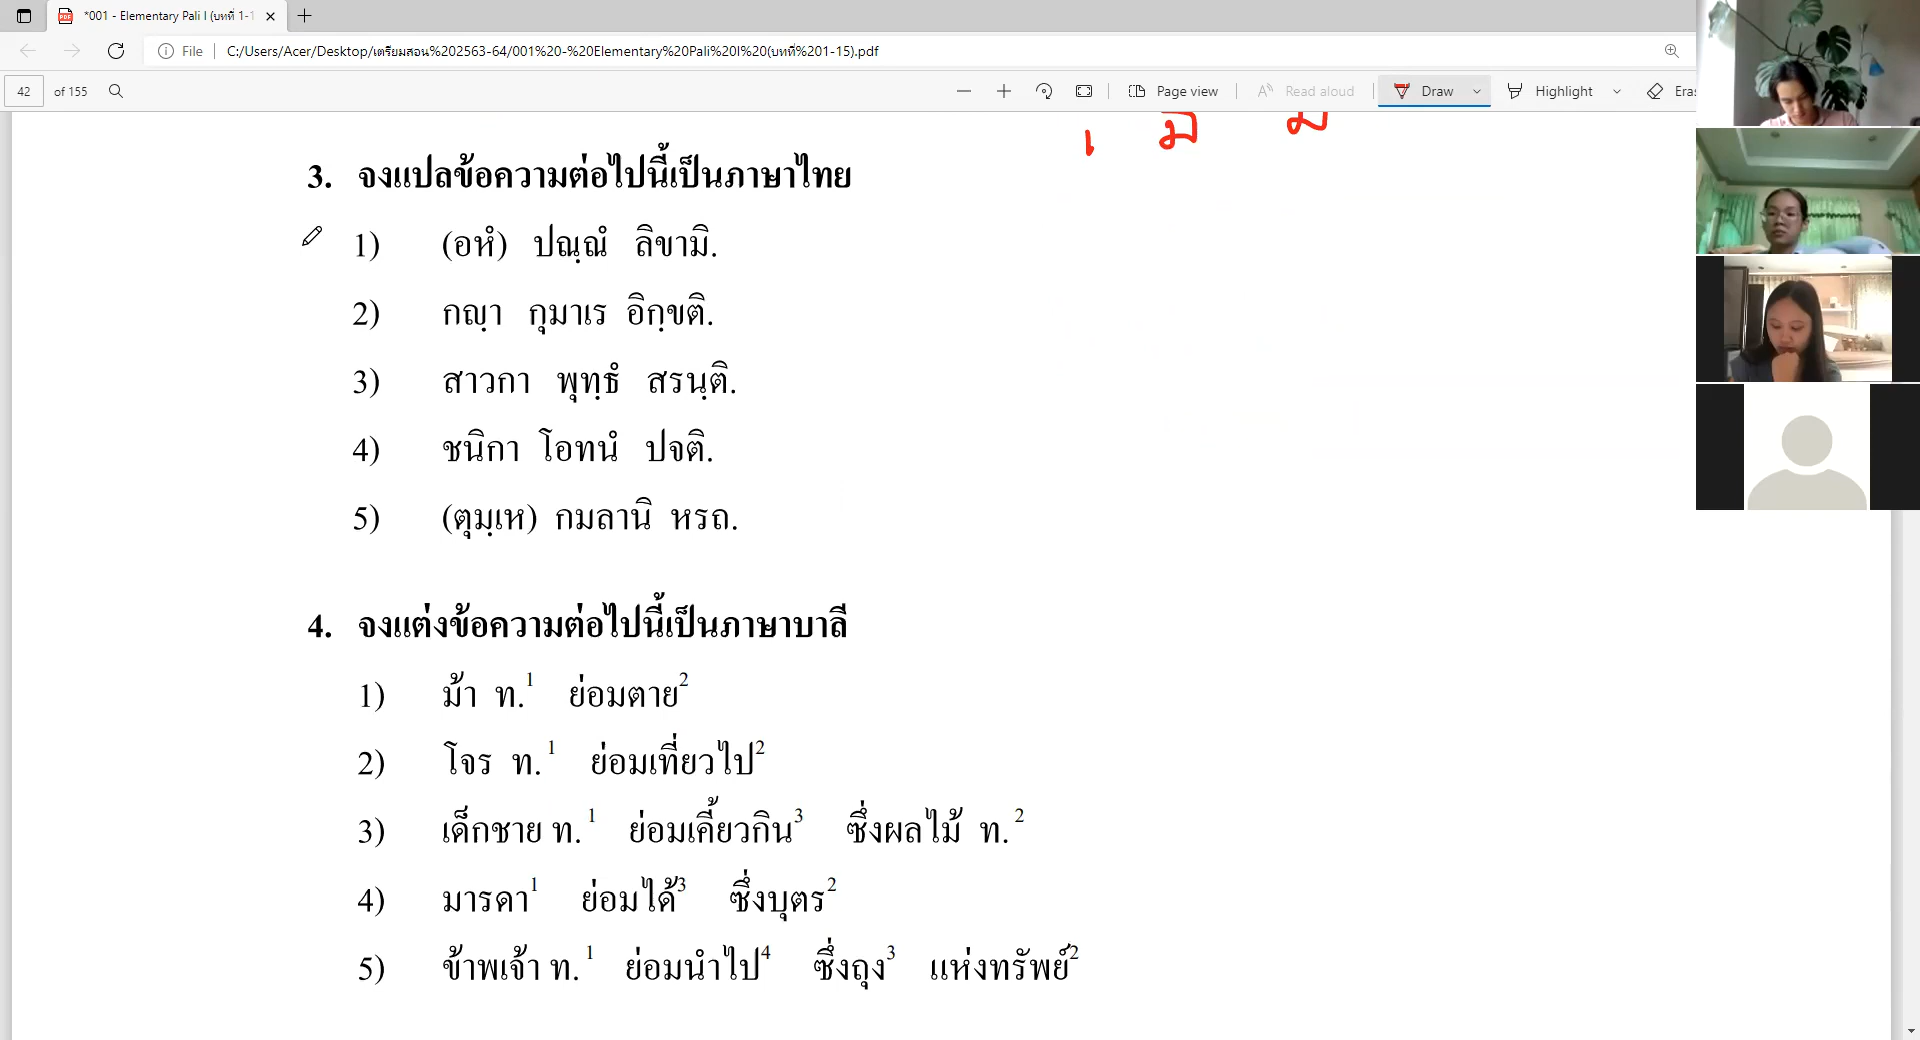 *001 - Elementary Pali I (บทที่ 1-1
File C:/Users/Acer/Desktop/เตรียมสอน%202563-64/001%20-%20Elementary%20Pali%20I%20(บทที่%201-15).pdf
42 of 155 Page view Read aloud Draw Highlight Eras
เ มี
3. จงแปลข้อความต่อไปนี้เป็นภาษาไทย
1) (อหํ) ปณฺณํ ลิขามิ.
2) กญฺา กุมาเร อิกฺขติ.
3) สาวกา พุทฺธํ สรนฺติ.
4) ชนิกา โอทนํ ปจติ.
5) (ตุมฺเห) กมลานิ หรถ.
4. จงแต่งข้อความต่อไปนี้เป็นภาษาบาลี
1) ม้า ท.1 ย่อมตาย2
2) โจร ท.1 ย่อมเที่ยวไป2
3) เด็กชาย ท.1 ย่อมเคี้ยวกิน3 ซึ่งผลไม้ ท.2
4) มารดา1 ย่อมได้3 ซึ่งบุตร2
5) ข้าพเจ้า ท.1 ย่อมนำไป4 ซึ่งถุง3 แห่งทรัพย์2